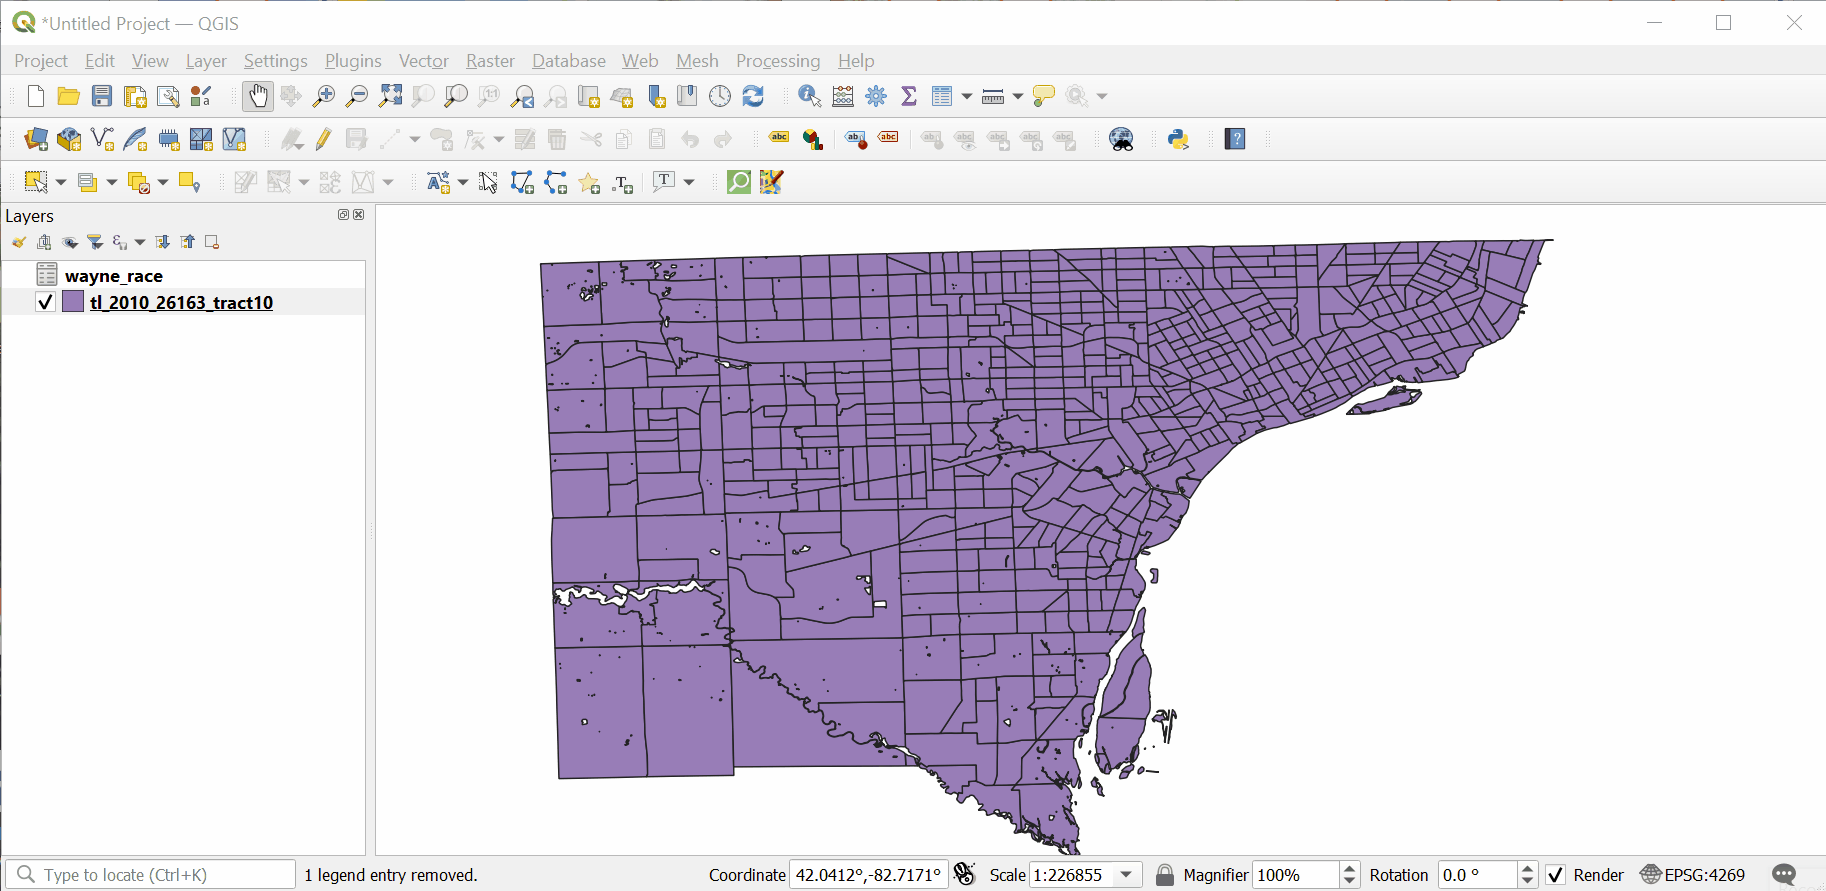 *Untitled Project — QGIS
Project Edit View Layer Settings Plugins Vector Raster Database Web Mesh Processing Help
Layers
wayne_race
tl_2010_26163_tract10
Type to locate (Ctrl+K) 1 legend entry removed. Coordinate 42.0412°,-82.7171° Scale 1:226855 Magnifier 100% Rotation 0.0 ° Render EPSG:4269